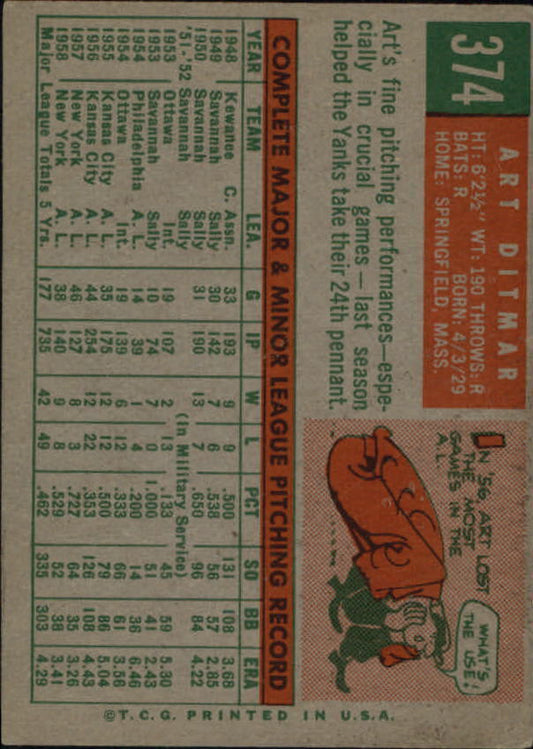 374
ART DITMAR
HT: 6'2½" WT: 190 THROWS: R
BATS: R BORN: 4/3/29
HOME: SPRINGFIELD, MASS.
Art's fine pitching performances—espe-
cially in crucial games — last season
helped the Yanks take their 24th pennant.
IN '56, ART LOST
THE MOST
GAMES IN THE
A.L.
WHAT'S
THE USE!
COMPLETE MAJOR & MINOR LEAGUE PITCHING RECORD
YEAR TEAM LEA. G IP W L PCT SO BB ERA
1948 Kewanee C. Assn. 33 193 9 9 .500 131 108 3.68
1949 Savannah Sally 30 142 7 6 .538 56 57 2.85
1950 Savannah Sally 31 190 13 7 .650 96 84 4.22
'51-'52 Savannah Sally (In Military Service)
1953 Ottawa Int. 19 107 2 13 .133 45 59 5.30
1953 Savannah Sally 10 74 7 0 1.000 51 41 2.43
1954 Philadelphia A. L. 14 39 1 4 .200 14 36 6.46
1954 Ottawa Int. 19 139 6 12 .333 66 61 3.56
1955 Kansas City A. L. 35 175 12 12 .500 79 86 5.04
1956 Kansas City A. L. 44 254 12 22 .353 126 108 4.43
1957 New York A. L. 46 127 8 3 .727 64 35 3.26
1958 New York A. L. 38 140 9 8 .529 52 38 3.41
Major League Totals 5 Yrs. 177 735 42 49 .462 335 303 4.29
©T.C.G. PRINTED IN U.S.A.